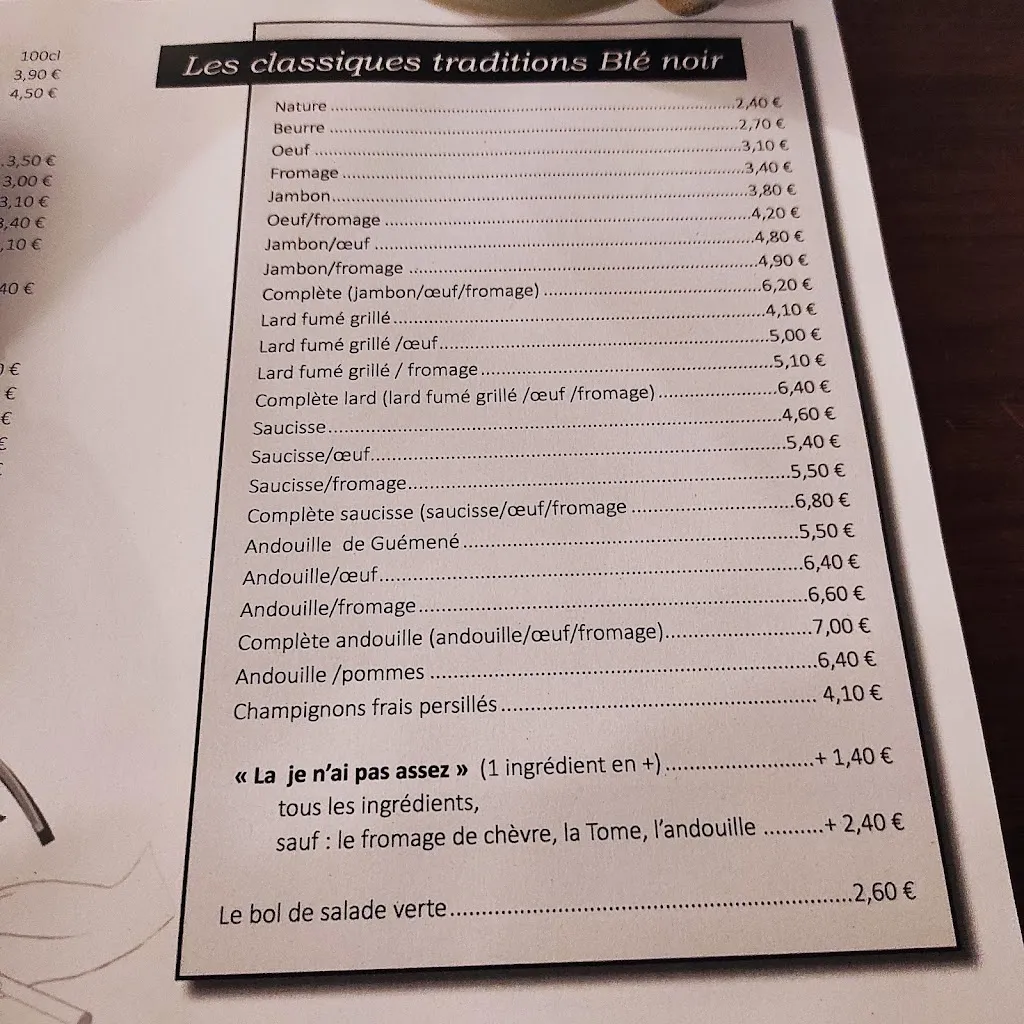 100cl
3,90 €
4,50 €
3,50 €
3,00 €
3,10 €
,40 €
,10 €
40 €
€
€
€
€
Les classiques traditions Blé noir
Nature ..... 2,40 €
Beurre ..... 2,70 €
Oeuf ..... 3,10 €
Fromage ..... 3,40 €
Jambon..... 3,80 €
Oeuf/fromage ..... 4,20 €
Jambon/œuf ..... 4,80 €
Jambon/fromage ..... 4,90 €
Complète (jambon/œuf/fromage) ..... 6,20 €
Lard fumé grillé..... 4,10 €
Lard fumé grillé /œuf..... 5,00 €
Lard fumé grillé / fromage ..... 5,10 €
Complète lard (lard fumé grillé /œuf /fromage) ..... 6,40 €
Saucisse..... 4,60 €
Saucisse/œuf..... 5,40 €
Saucisse/fromage..... 5,50 €
Complète saucisse (saucisse/œuf/fromage ..... 6,80 €
Andouille de Guémené..... 5,50 €
Andouille/œuf..... 6,40 €
Andouille/fromage..... 6,60 €
Complète andouille (andouille/œuf/fromage)..... 7,00 €
Andouille /pommes ..... 6,40 €
Champignons frais persillés ..... 4,10 €
« La je n'ai pas assez » (1 ingrédient en +) ..... + 1,40 €
tous les ingrédients,
sauf : le fromage de chèvre, la Tome, l'andouille ..... + 2,40 €
Le bol de salade verte..... 2,60 €